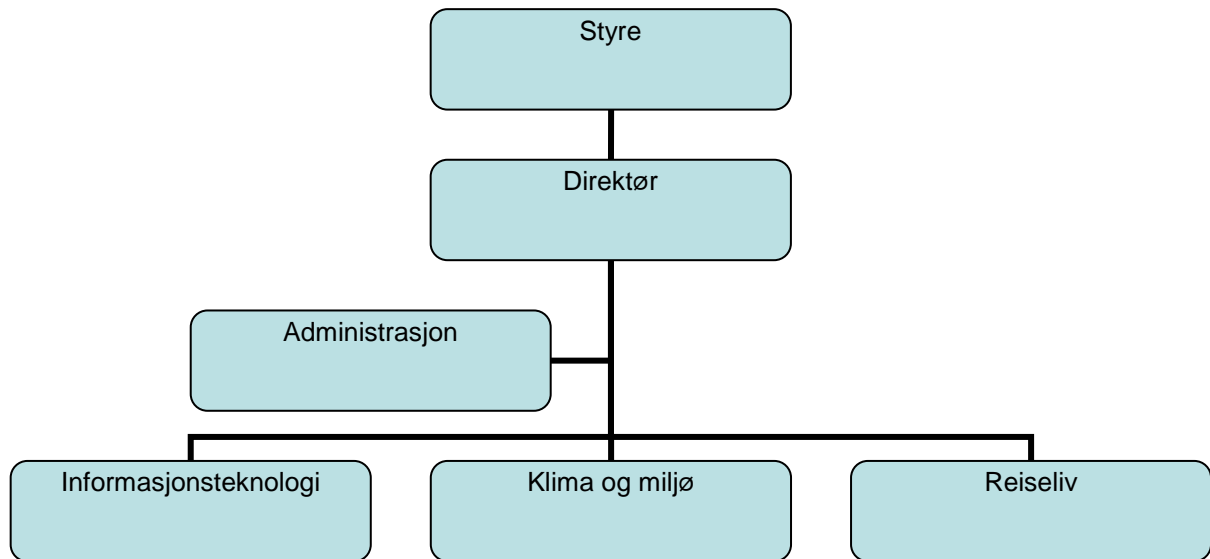 Styre
Direktør
Administrasjon
Informasjonsteknologi
Klima og miljø
Reiseliv